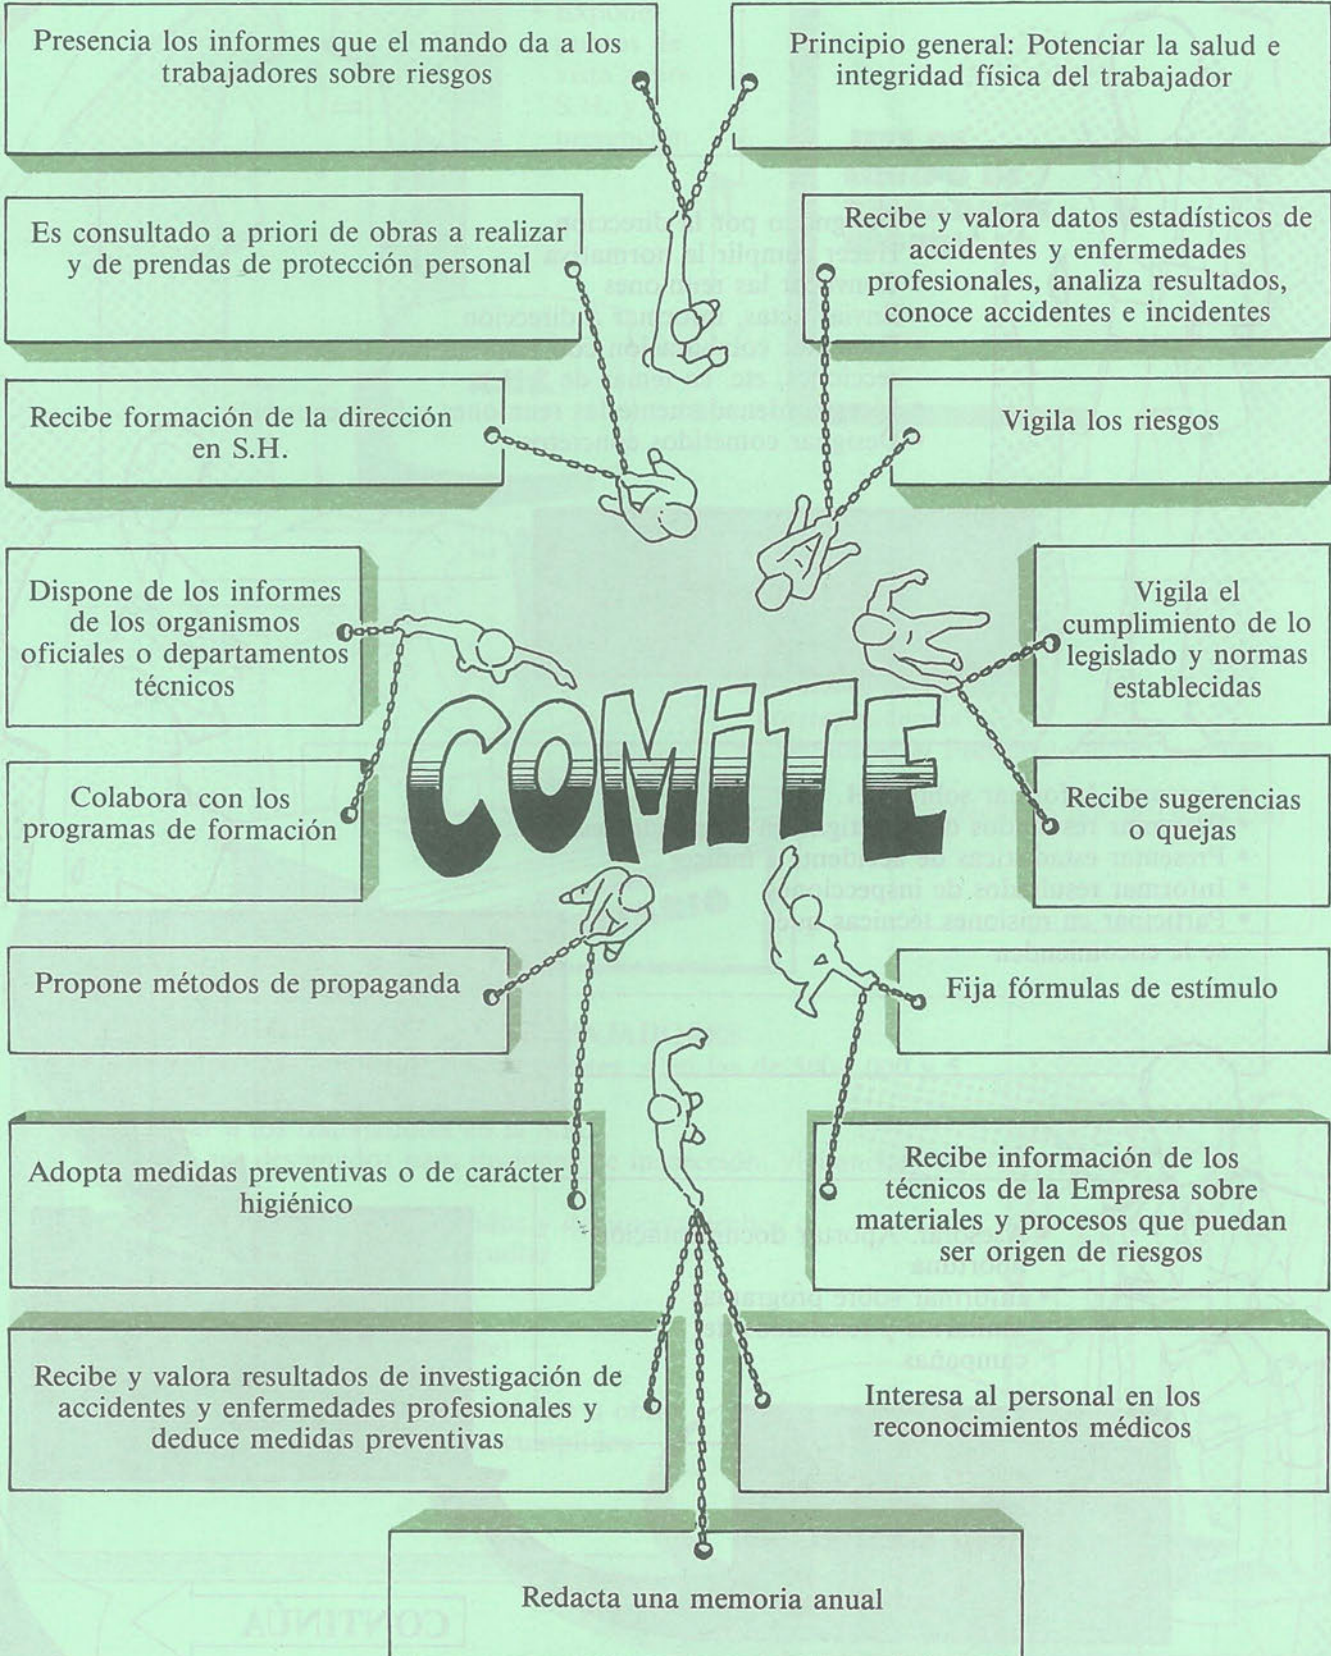 Presencia los informes que el mando da a los
trabajadores sobre riesgos
Principio general: Potenciar la salud e
integridad física del trabajador
Es consultado a priori de obras a realizar
y de prendas de protección personal
Recibe y valora datos estadísticos de
accidentes y enfermedades
profesionales, analiza resultados,
conoce accidentes e incidentes
Recibe formación de la dirección
en S.H.
Vigila los riesgos
Dispone de los informes
de los organismos
oficiales o departamentos
técnicos
Vigila el
cumplimiento de lo
legislado y normas
establecidas
COMiTE
Colabora con los
programas de formación
Recibe sugerencias
o quejas
Propone métodos de propaganda
Fija fórmulas de estímulo
Adopta medidas preventivas o de carácter
higiénico
Recibe información de los
técnicos de la Empresa sobre
materiales y procesos que puedan
ser origen de riesgos
Recibe y valora resultados de investigación de
accidentes y enfermedades profesionales y
deduce medidas preventivas
Interesa al personal en los
reconocimientos médicos
Redacta una memoria anual
CONTINÚA